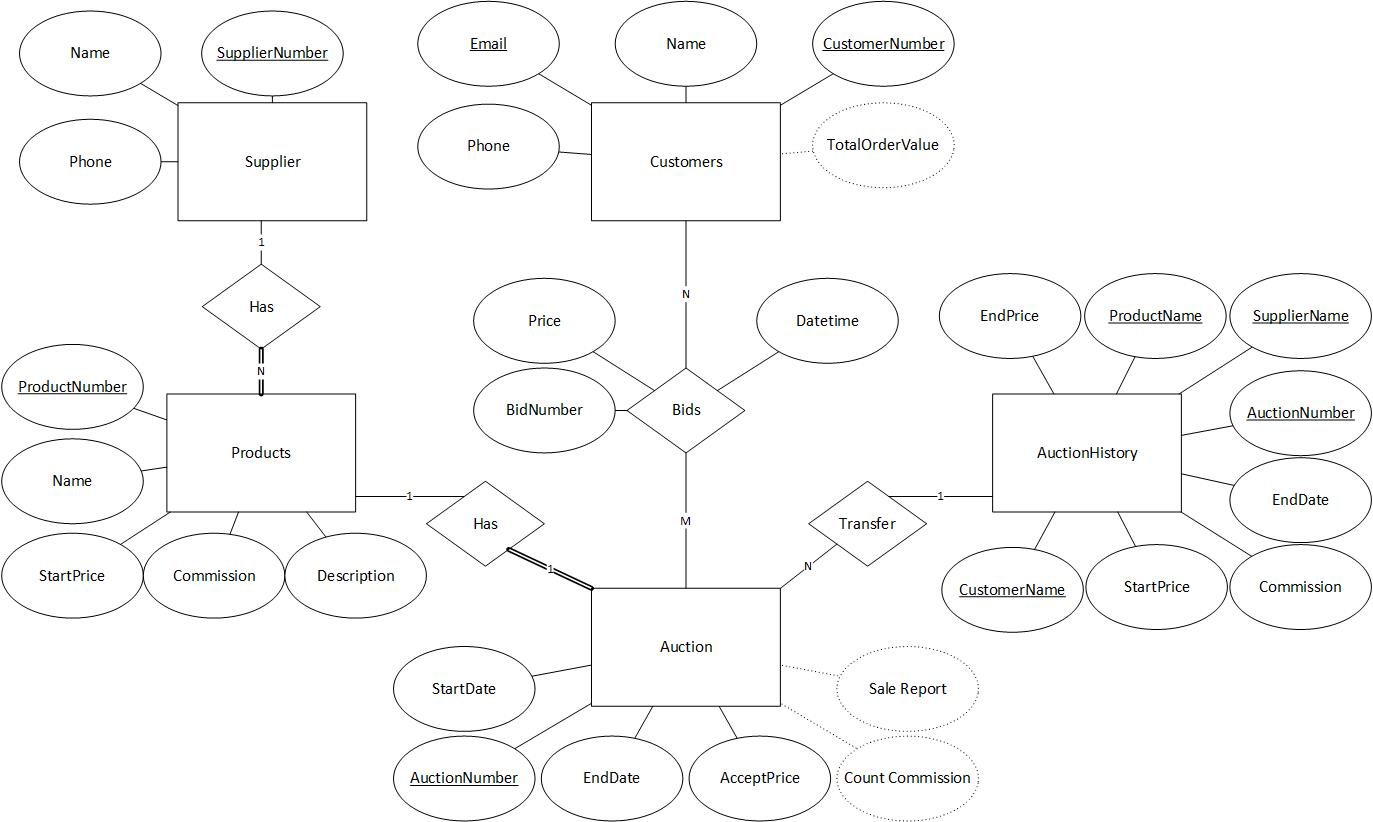 Name
SupplierNumber
Phone
Supplier
1
Has
N
ProductNumber
Products
Name
StartPrice
Commission
Description
Email
Name
CustomerNumber
Phone
Customers
TotalOrderValue
N
Price
Datetime
BidNumber
Bids
M
1
Has
1
Auction
StartDate
AuctionNumber
EndDate
AcceptPrice
Sale Report
Count Commission
N
Transfer
1
EndPrice
ProductName
SupplierName
AuctionHistory
AuctionNumber
EndDate
CustomerName
StartPrice
Commission